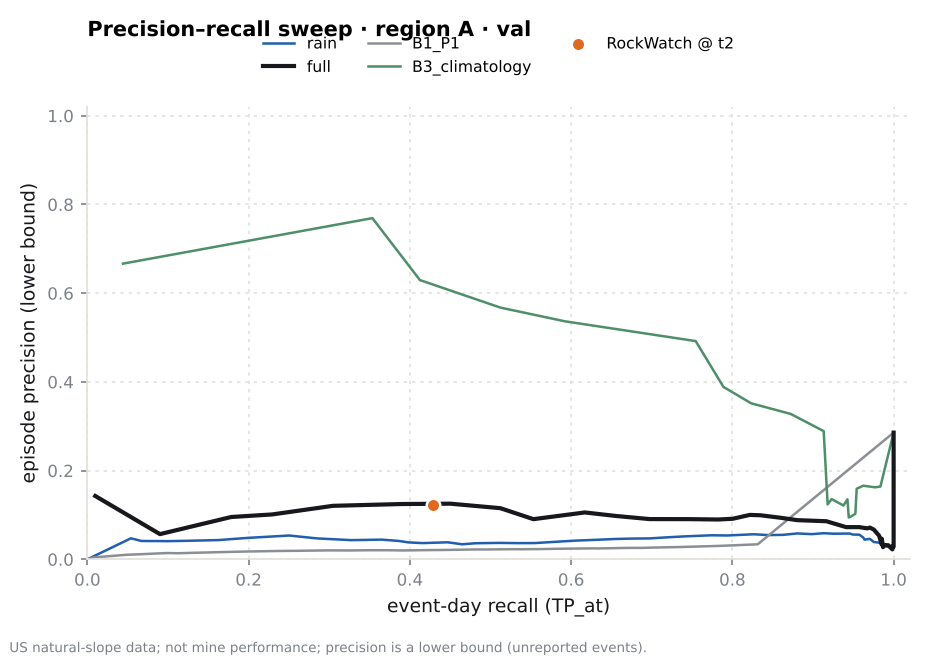 Precision–recall sweep · region A · val
rain
B1_P1
RockWatch @ t2
full
B3_climatology
1.0
0.8
0.6
0.4
0.2
0.0
episode precision (lower bound)
0.0 0.2 0.4 0.6 0.8 1.0
event-day recall (TP_at)
US natural-slope data; not mine performance; precision is a lower bound (unreported events).